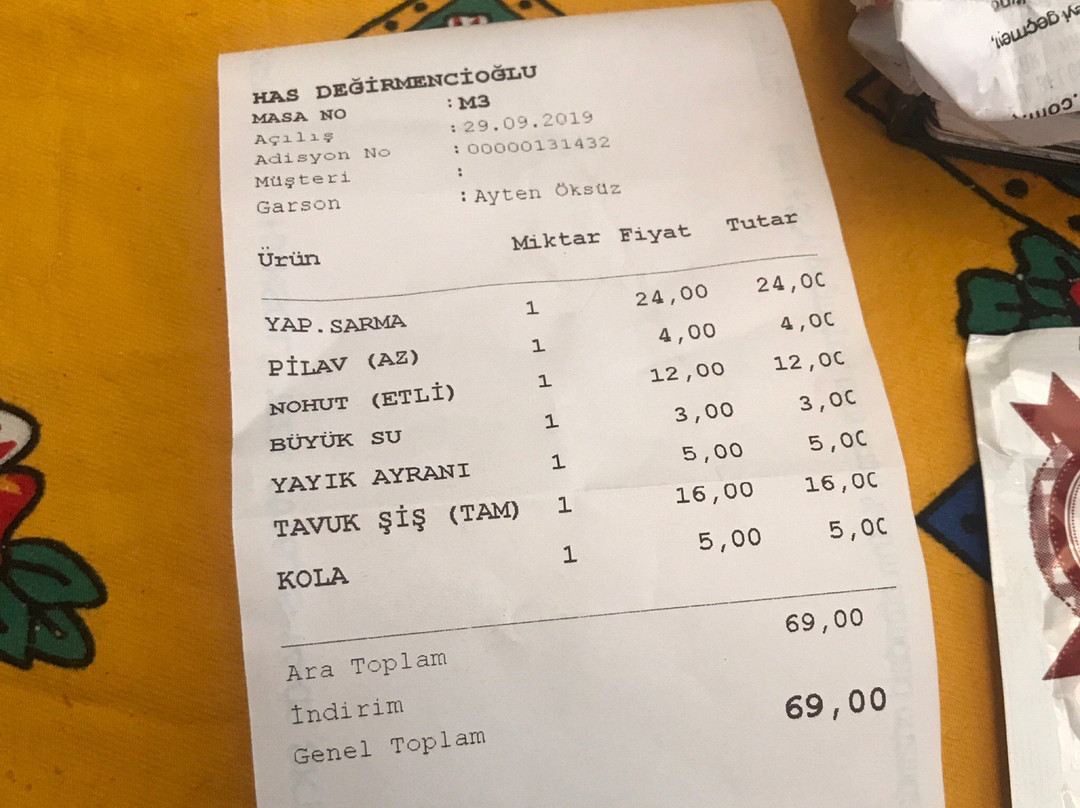 HAS DEĞİRMENCİOĞLU
MASA NO :M3
Açılış :29.09.2019
Adisyon No :00000131432
Müşteri :
Garson :Ayten Öksüz
Ürün Miktar Fiyat Tutar
YAP.SARMA 1 24,00 24,00
PİLAV (AZ) 1 4,00 4,00
NOHUT (ETLİ) 1 12,00 12,00
BÜYÜK SU 1 3,00 3,00
YAYIK AYRANI 1 5,00 5,00
TAVUK ŞİŞ (TAM) 1 16,00 16,00
KOLA 1 5,00 5,00
Ara Toplam 69,00
İndirim
Genel Toplam 69,00